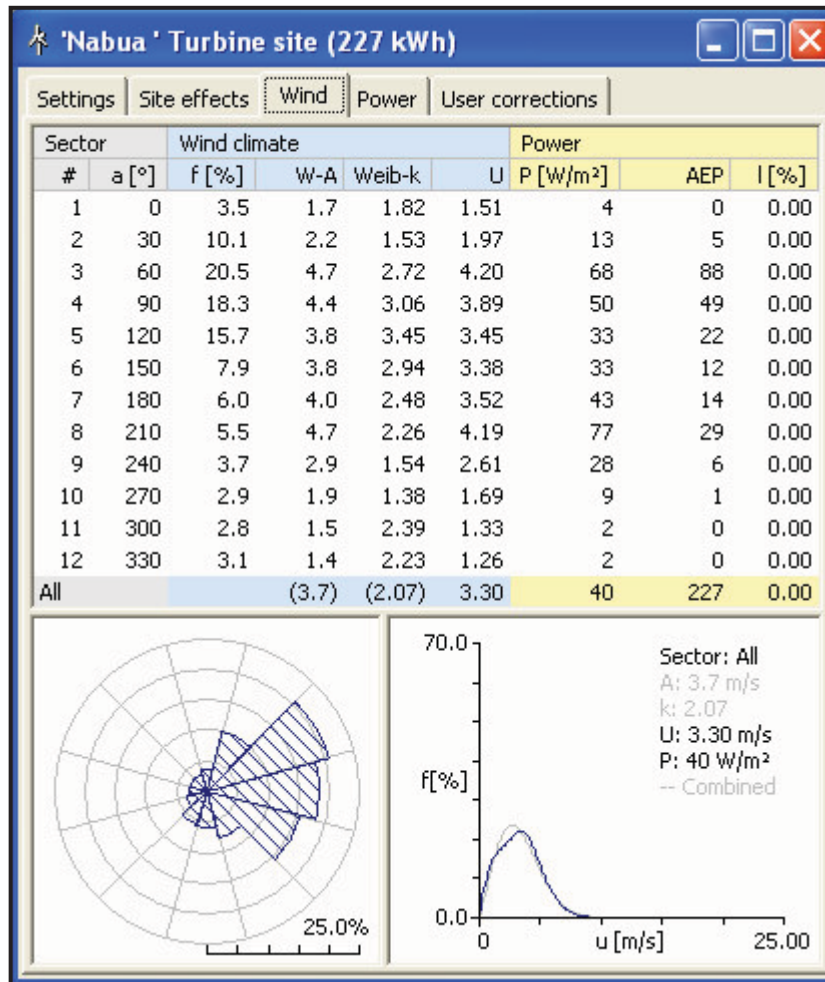 'Nabua ' Turbine site (227 kWh)
Settings Site effects Wind Power User corrections
Sector Wind climate Power
# a [°] f [%] W-A Weib-k U P [W/m²] AEP l [%]
1 0 3.5 1.7 1.82 1.51 4 0 0.00
2 30 10.1 2.2 1.53 1.97 13 5 0.00
3 60 20.5 4.7 2.72 4.20 68 88 0.00
4 90 18.3 4.4 3.06 3.89 50 49 0.00
5 120 15.7 3.8 3.45 3.45 33 22 0.00
6 150 7.9 3.8 2.94 3.38 33 12 0.00
7 180 6.0 4.0 2.48 3.52 43 14 0.00
8 210 5.5 4.7 2.26 4.19 77 29 0.00
9 240 3.7 2.9 1.54 2.61 28 6 0.00
10 270 2.9 1.9 1.38 1.69 9 1 0.00
11 300 2.8 1.5 2.39 1.33 2 0 0.00
12 330 3.1 1.4 2.23 1.26 2 0 0.00
All (3.7) (2.07) 3.30 40 227 0.00
25.0%
70.0
Sector: All
A: 3.7 m/s
k: 2.07
U: 3.30 m/s
P: 40 W/m²
-- Combined
f[%]
0.0
0 u [m/s] 25.00